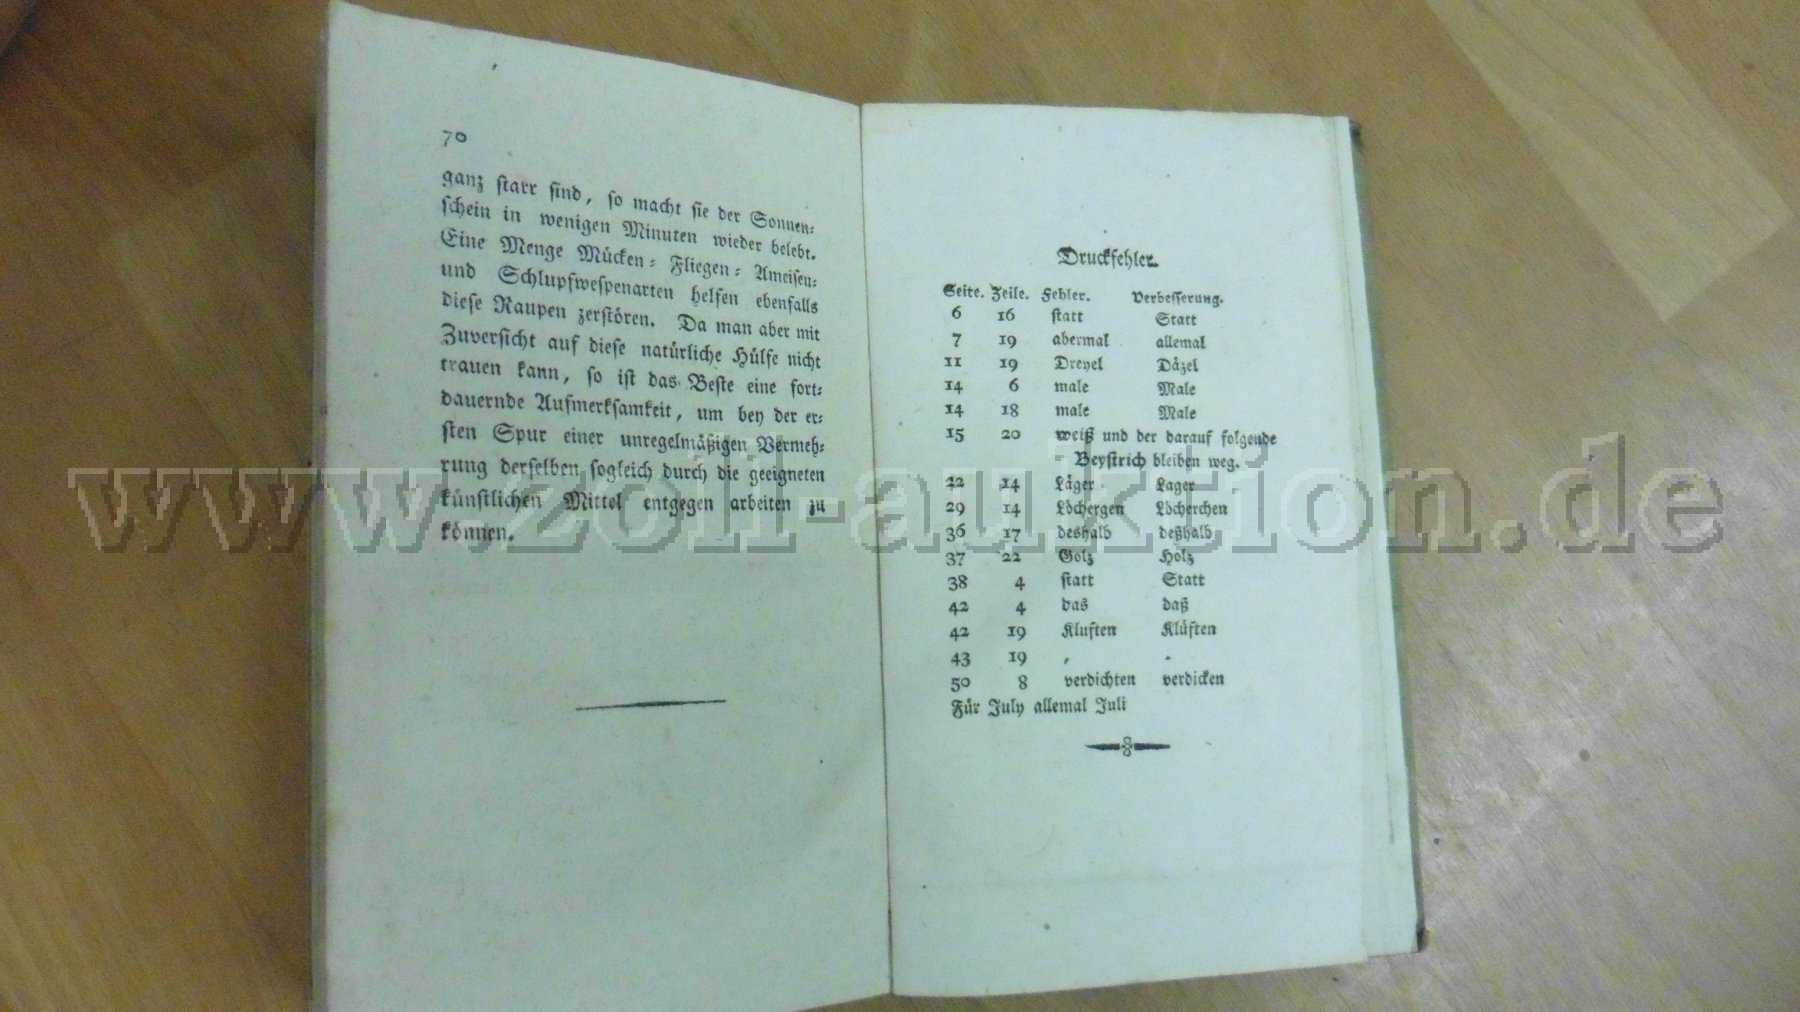 70
ganz starr sind, so macht sie der Sonnen-
schein in wenigen Minuten wieder belebt.
Eine Menge Mücken- Fliegen- Ameisen-
und Schlupfwespenarten helfen ebenfalls
diese Raupen zerstören. Da man aber mit
Zuversicht auf diese natürliche Hülfe nicht
trauen kann, so ist das Beste eine fort-
dauernde Aufmerksamkeit, um bey der er-
sten Spur einer unregelmäßigen Vermeh-
rung derselben sogleich durch die geeigneten
künstlichen Mittel entgegen arbeiten zu
können.
Druckfehler.
Seite. Zeile. Fehler. Verbesserung.
6 16 statt Statt
7 19 abermal allemal
11 19 Dreyel Däzel
14 6 male Male
14 18 male Male
15 20 weiß und der darauf folgende
Beystrich bleiben weg.
22 14 Läger Lager
29 14 Löchergen Löcherchen
36 17 deshalb deßhalb
37 22 Golz Holz
38 4 statt Statt
42 4 das daß
42 19 Kluften Klüften
43 19 , .
50 8 verdichten verdicken
Für July allemal Juli
www.zoll-auktion.de